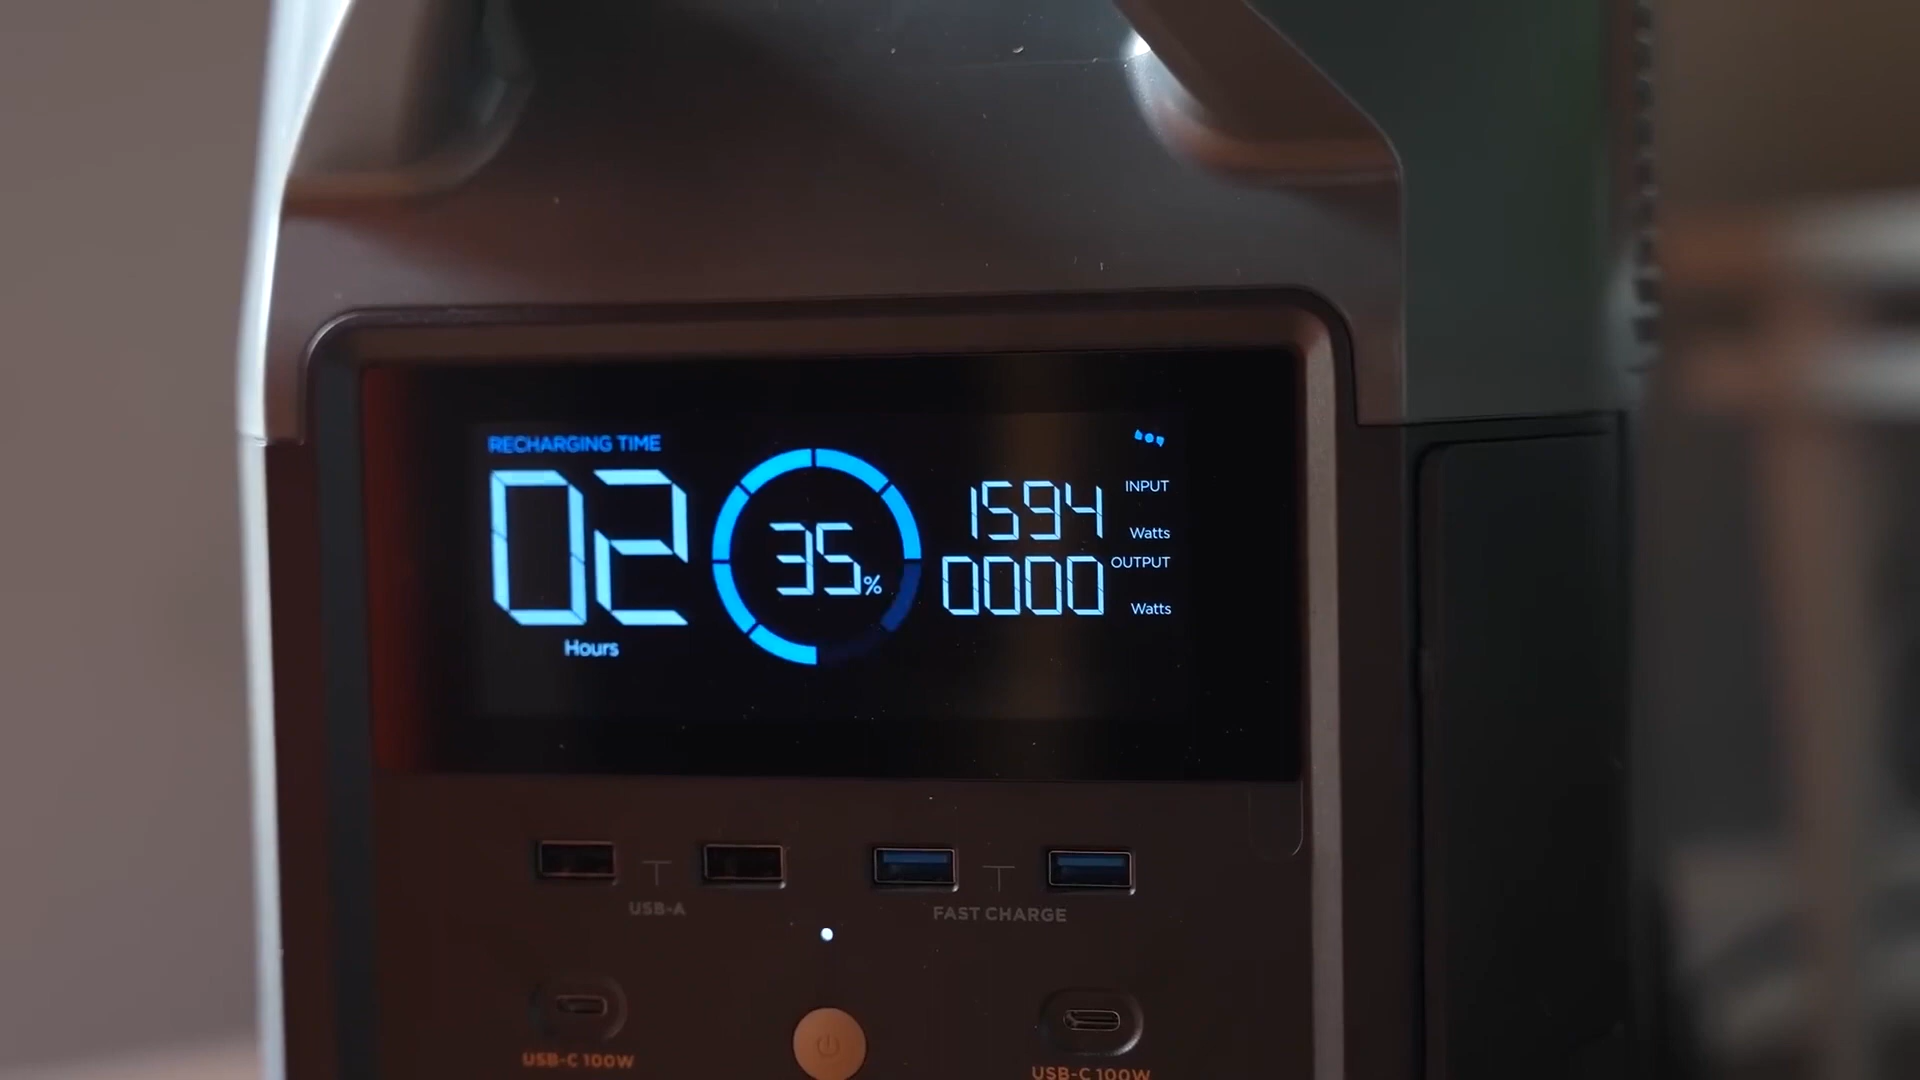 RECHARGING TIME
02
Hours
35%
1594
INPUT
Watts
0000
OUTPUT
Watts
USB-A
FAST CHARGE
USB-C 100W
USB-C 100W